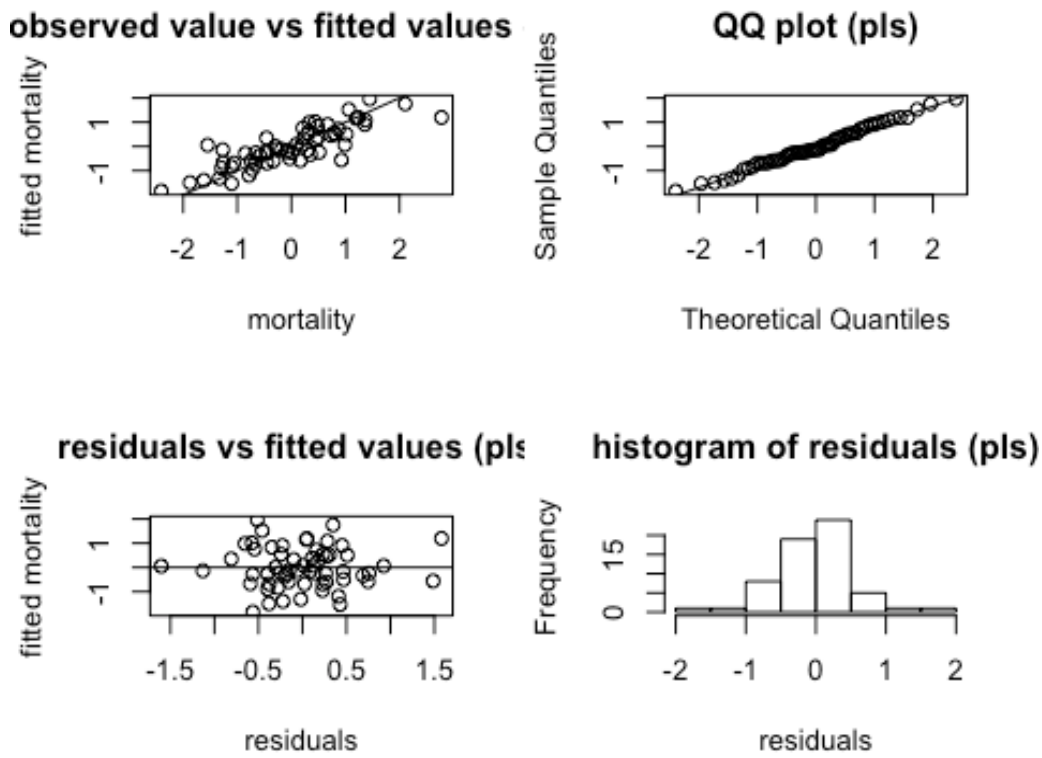 observed value vs fitted values
fitted mortality
1
-1
-2 -1 0 1 2
mortality
QQ plot (pls)
Sample Quantiles
1
-1
-2 -1 0 1 2
Theoretical Quantiles
residuals vs fitted values (pls
fitted mortality
1
-1
-1.5 -0.5 0.5 1.5
residuals
histogram of residuals (pls)
Frequency
15
0
-2 -1 0 1 2
residuals